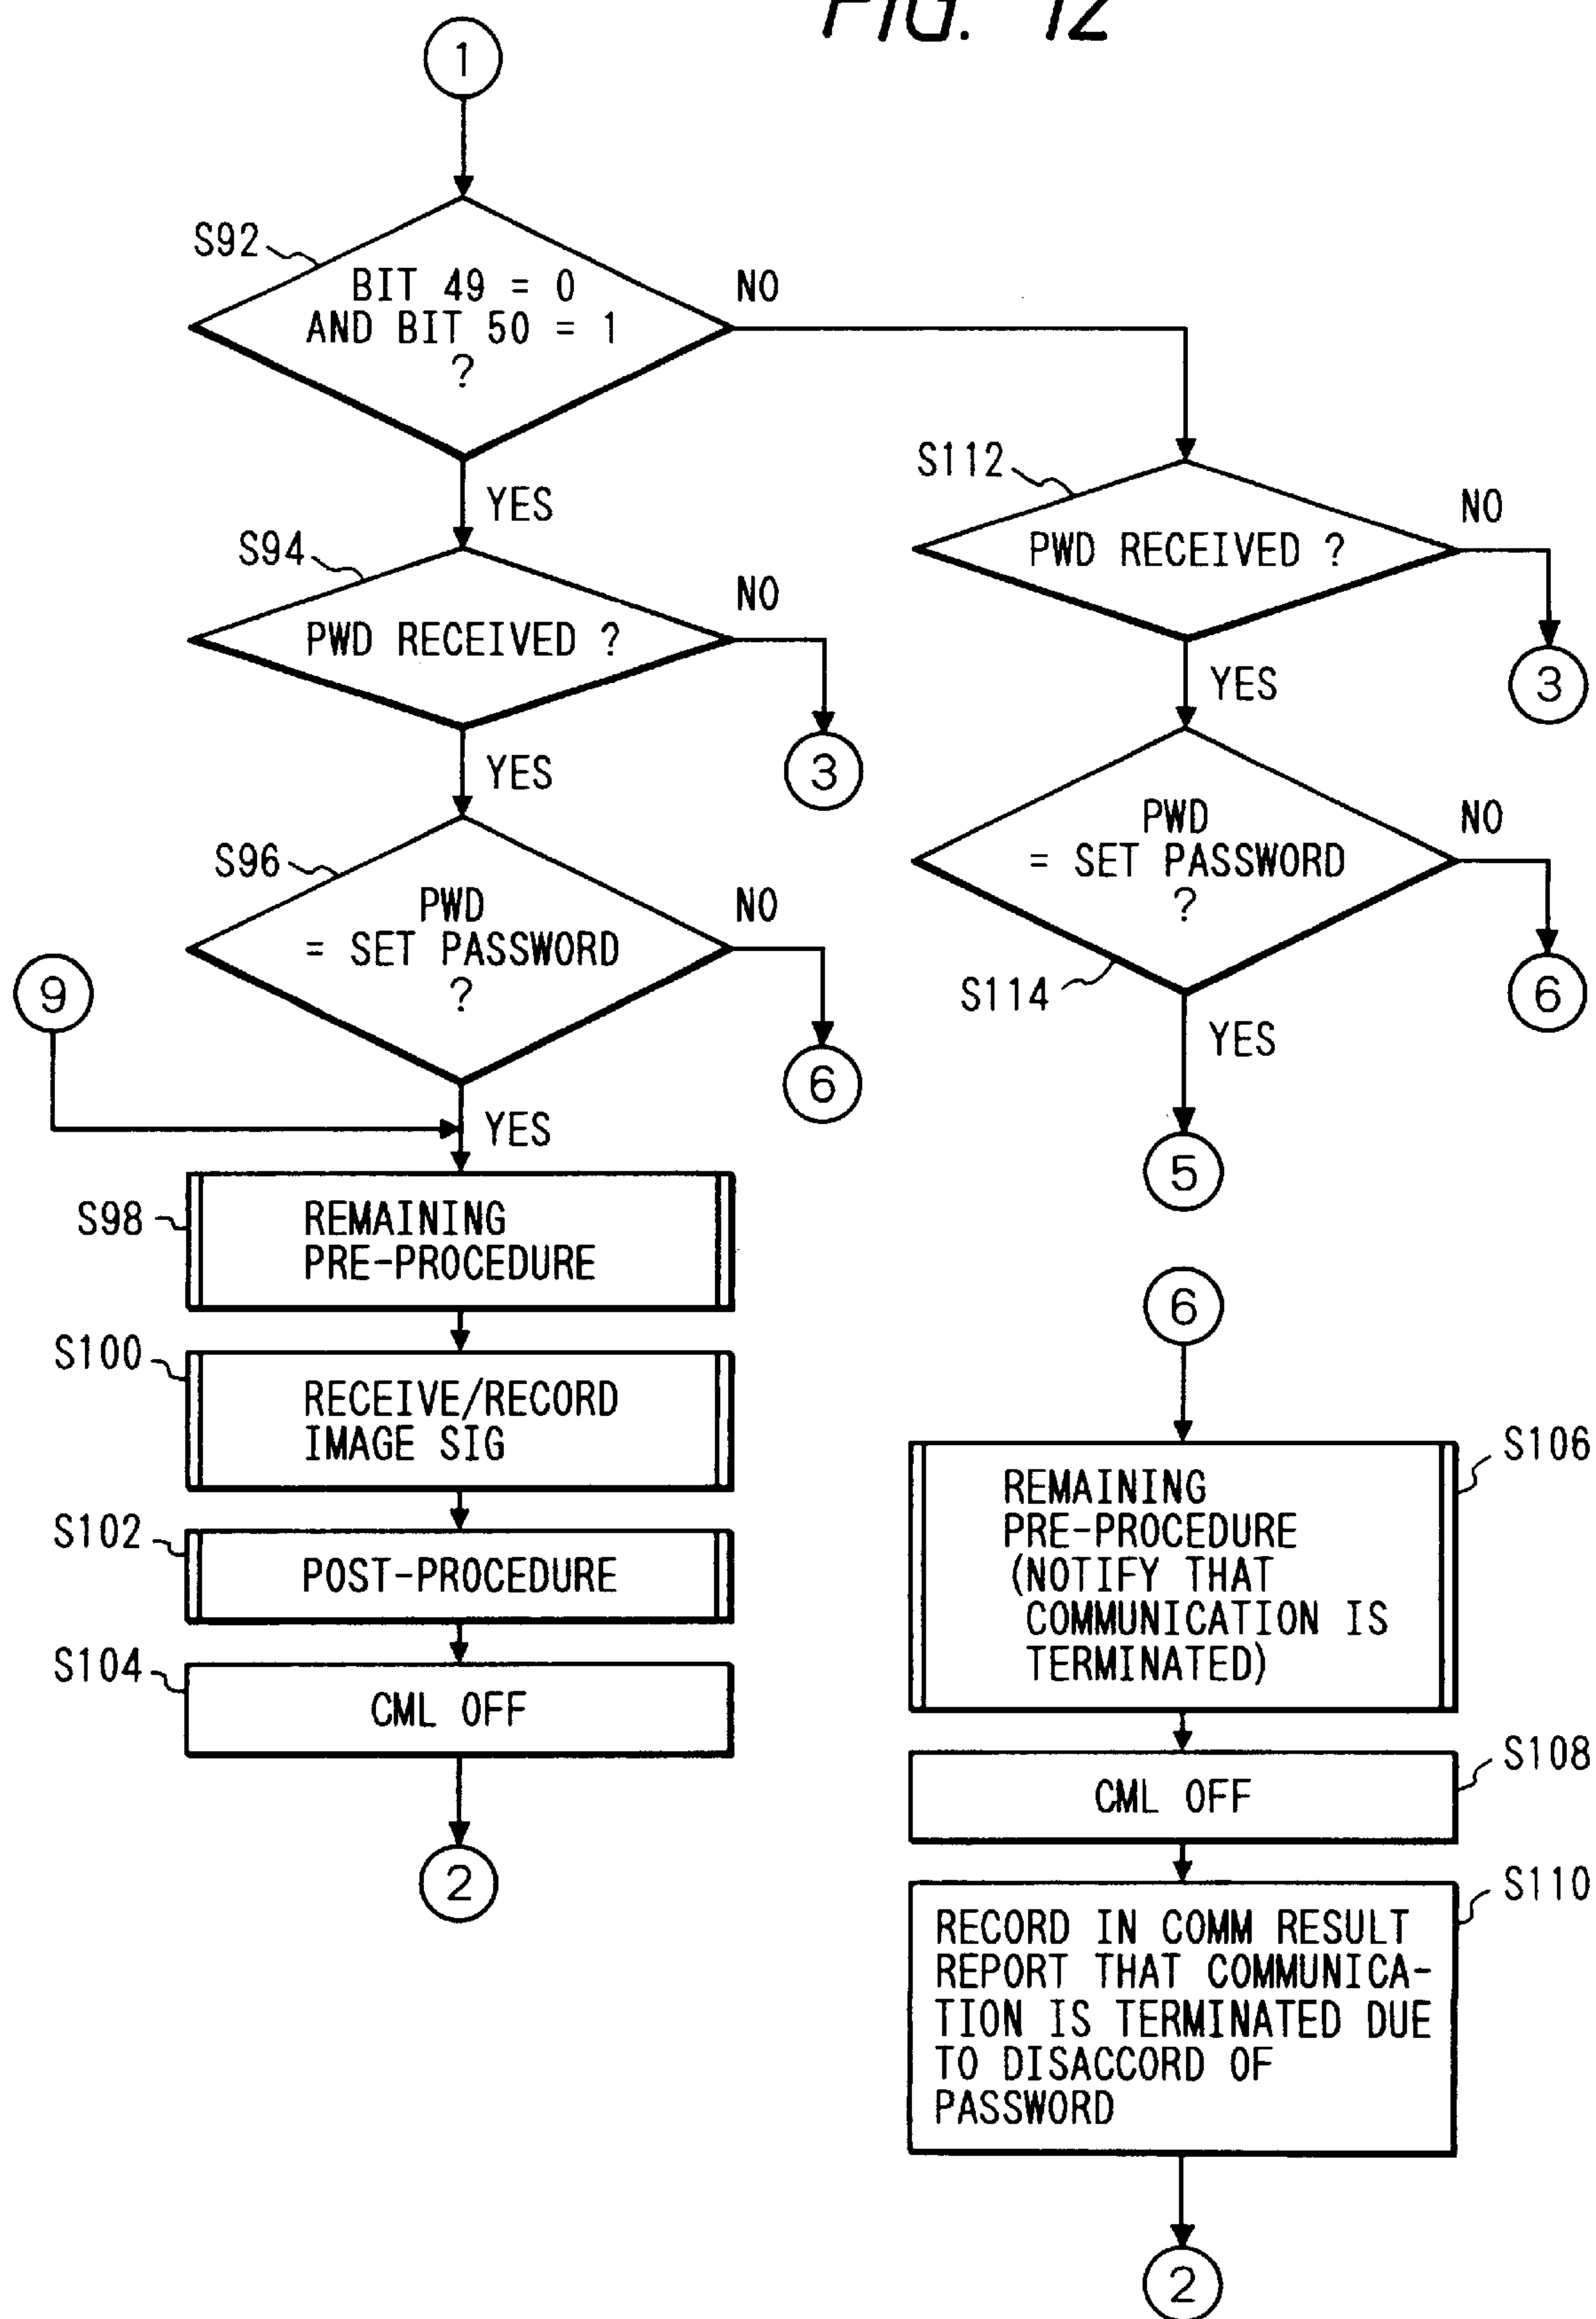 FIG. 12
1
S92
BIT 49 = 0
AND BIT 50 = 1
?
NO
YES
S94
PWD RECEIVED ?
NO
3
YES
S96
PWD
= SET PASSWORD
?
NO
6
9
YES
S98
REMAINING
PRE-PROCEDURE
S100
RECEIVE/RECORD
IMAGE SIG
S102
POST-PROCEDURE
S104
CML OFF
2
S112
PWD RECEIVED ?
NO
3
YES
PWD
= SET PASSWORD
?
NO
6
S114
YES
5
6
S106
REMAINING
PRE-PROCEDURE
(NOTIFY THAT
COMMUNICATION IS
TERMINATED)
S108
CML OFF
S110
RECORD IN COMM RESULT
REPORT THAT COMMUNICA-
TION IS TERMINATED DUE
TO DISACCORD OF
PASSWORD
2